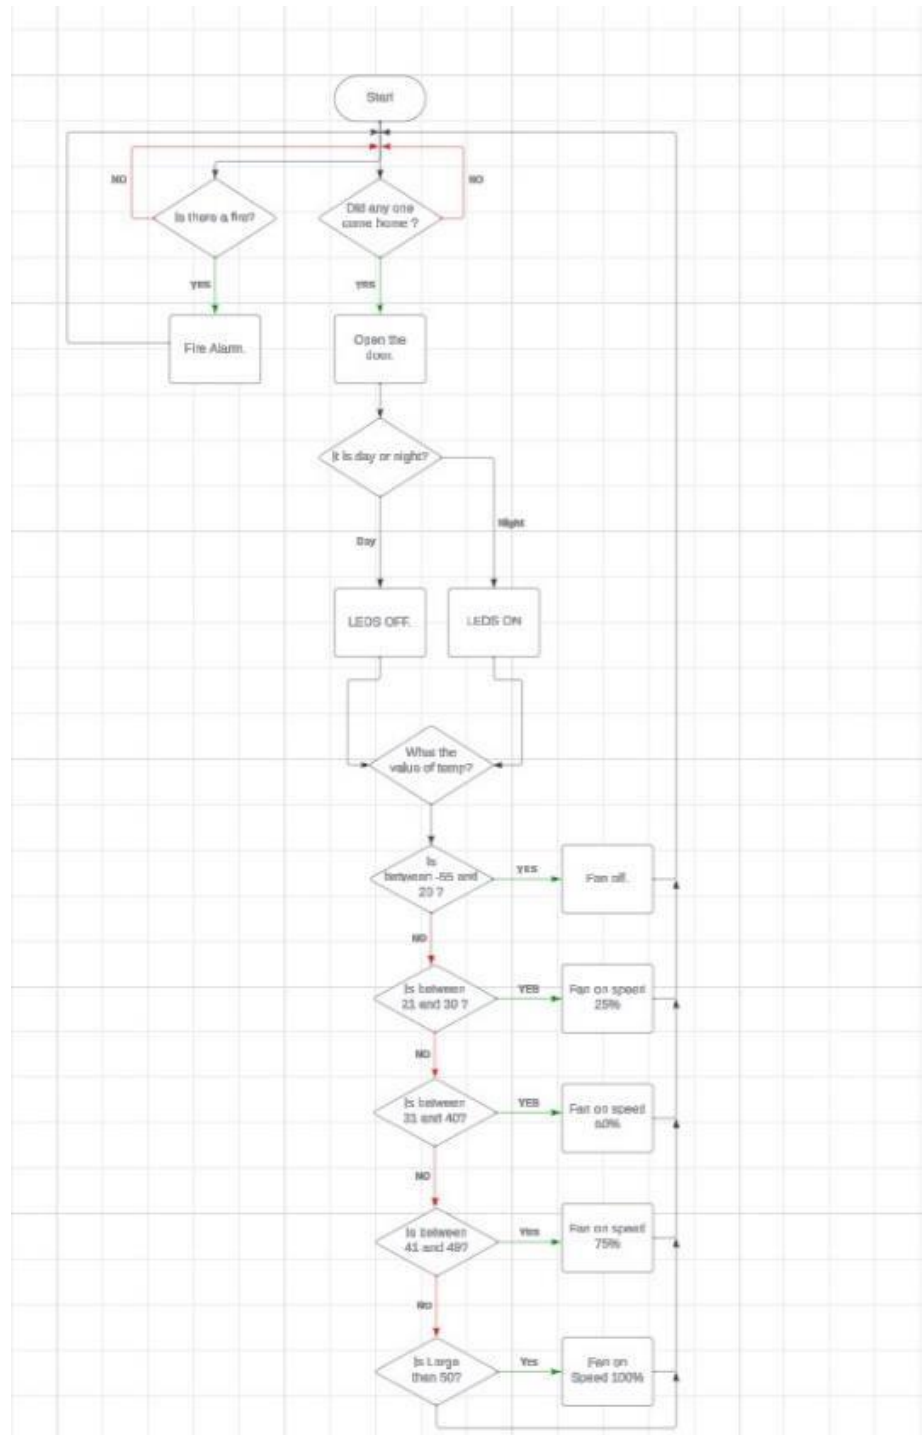 Start
NO
NO
Is there a fire?
Did any one
come home ?
YES
YES
Fire Alarm.
Open the
door.
It is day or night?
Night
Day
LEDS OFF.
LEDS ON
What the
value of temp?
Is
between -55 and
20 ?
YES
Fan off.
NO
Is between
21 and 30 ?
YES
Fan on speed
25%
NO
Is between
31 and 40?
YES
Fan on speed
NO
Is between
41 and
Yes
Fan on speed
75%
No
Is Large
than 50?
Yes
Fan on
Speed 100%